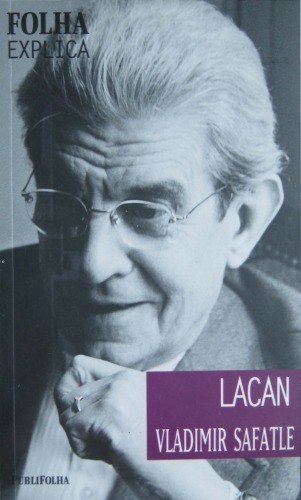 FOLHA
EXPLICA
LACAN
VLADIMIR SAFATLE
PUBLIFOLHA